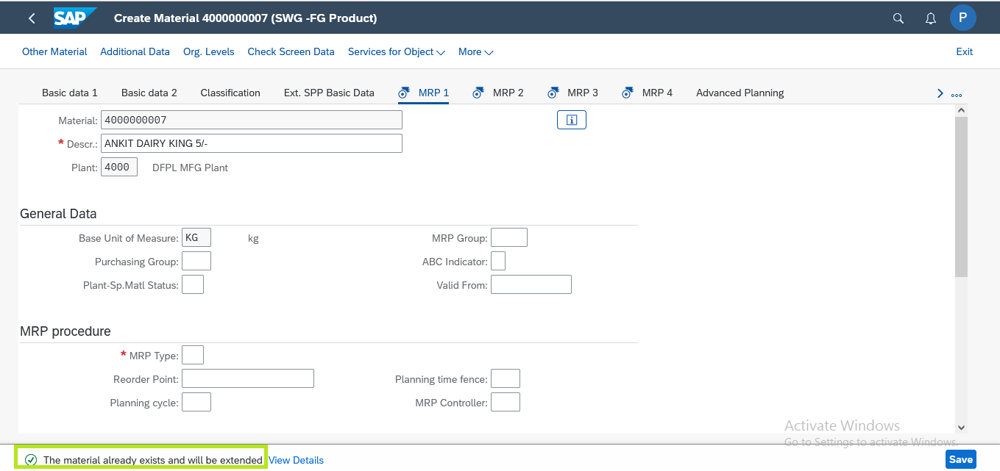 SAP Create Material 4000000007 (SWG -FG Product) P
Other Material Additional Data Org. Levels Check Screen Data Services for Object More Exit
Basic data 1 Basic data 2 Classification Ext. SPP Basic Data MRP 1 MRP 2 MRP 3 MRP 4 Advanced Planning
Material: 4000000007
* Descr.: ANKIT DAIRY KING 5/-
Plant: 4000 DFPL MFG Plant
General Data
Base Unit of Measure: KG kg MRP Group:
Purchasing Group: ABC Indicator:
Plant-Sp.Matl Status: Valid From:
MRP procedure
* MRP Type:
Reorder Point: Planning time fence:
Planning cycle: MRP Controller:
Activate Windows
Go to Settings to activate Windows.
The material already exists and will be extended View Details Save